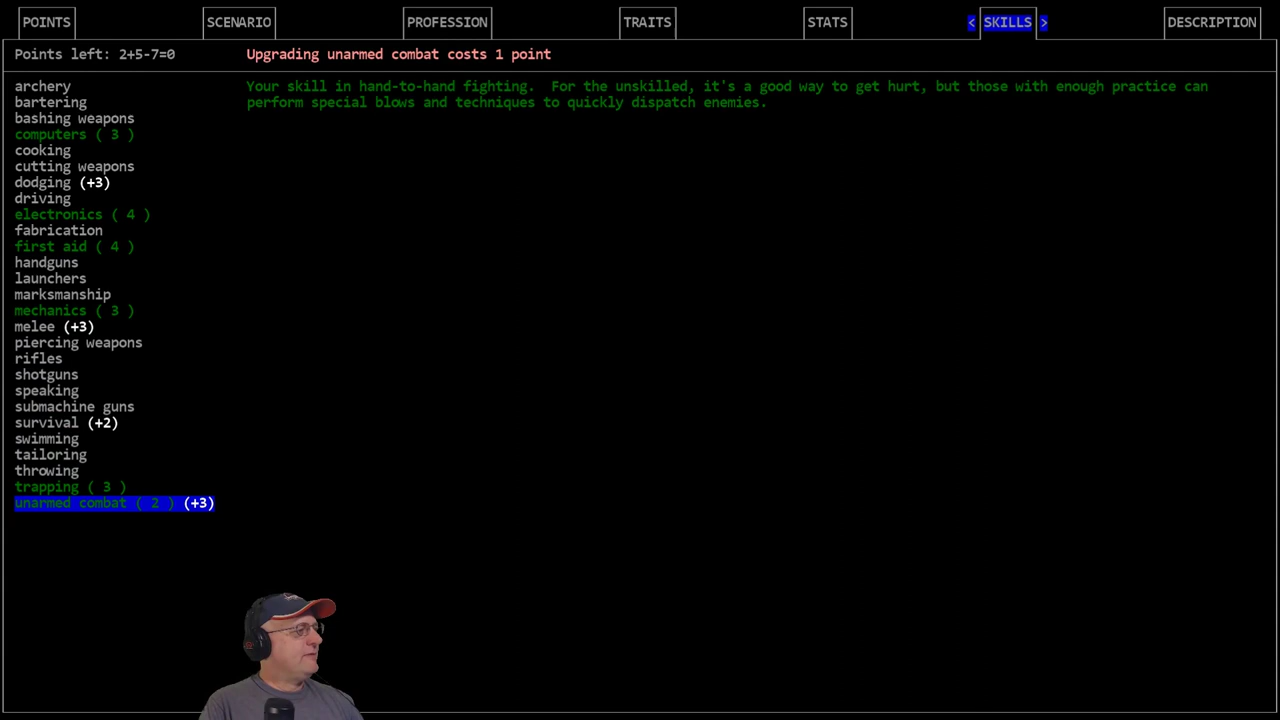 POINTS SCENARIO PROFESSION TRAITS STATS < SKILLS > DESCRIPTION
Points left: 2+5-7=0 Upgrading unarmed combat costs 1 point
archery
bartering
bashing weapons
computers ( 3 )
cooking
cutting weapons
dodging (+3)
driving
electronics ( 4 )
fabrication
first aid ( 4 )
handguns
launchers
marksmanship
mechanics ( 3 )
melee (+3)
piercing weapons
rifles
shotguns
speaking
submachine guns
survival (+2)
swimming
tailoring
throwing
trapping ( 3 )
unarmed combat ( 2 ) (+3)
Your skill in hand-to-hand fighting. For the unskilled, it's a good way to get hurt, but those with enough practice can
perform special blows and techniques to quickly dispatch enemies.